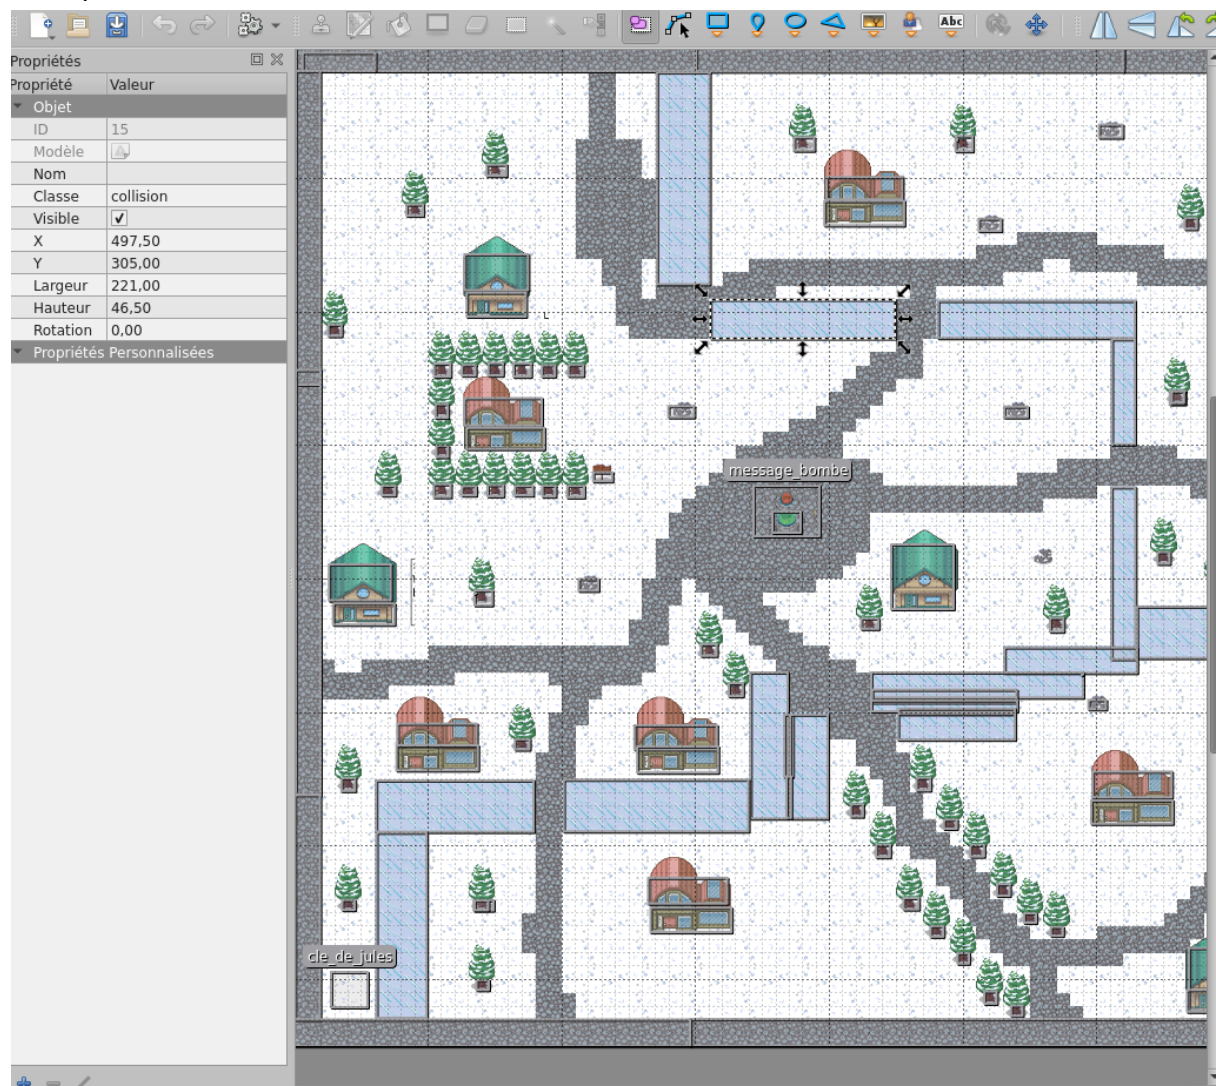 Abc
Propriétés
Propriété Valeur
Objet
ID 15
Modèle
Nom
Classe collision
Visible
X 497,50
Y 305,00
Largeur 221,00
Hauteur 46,50
Rotation 0,00
Propriétés Personnalisées
message_bombe
cle_de_jules